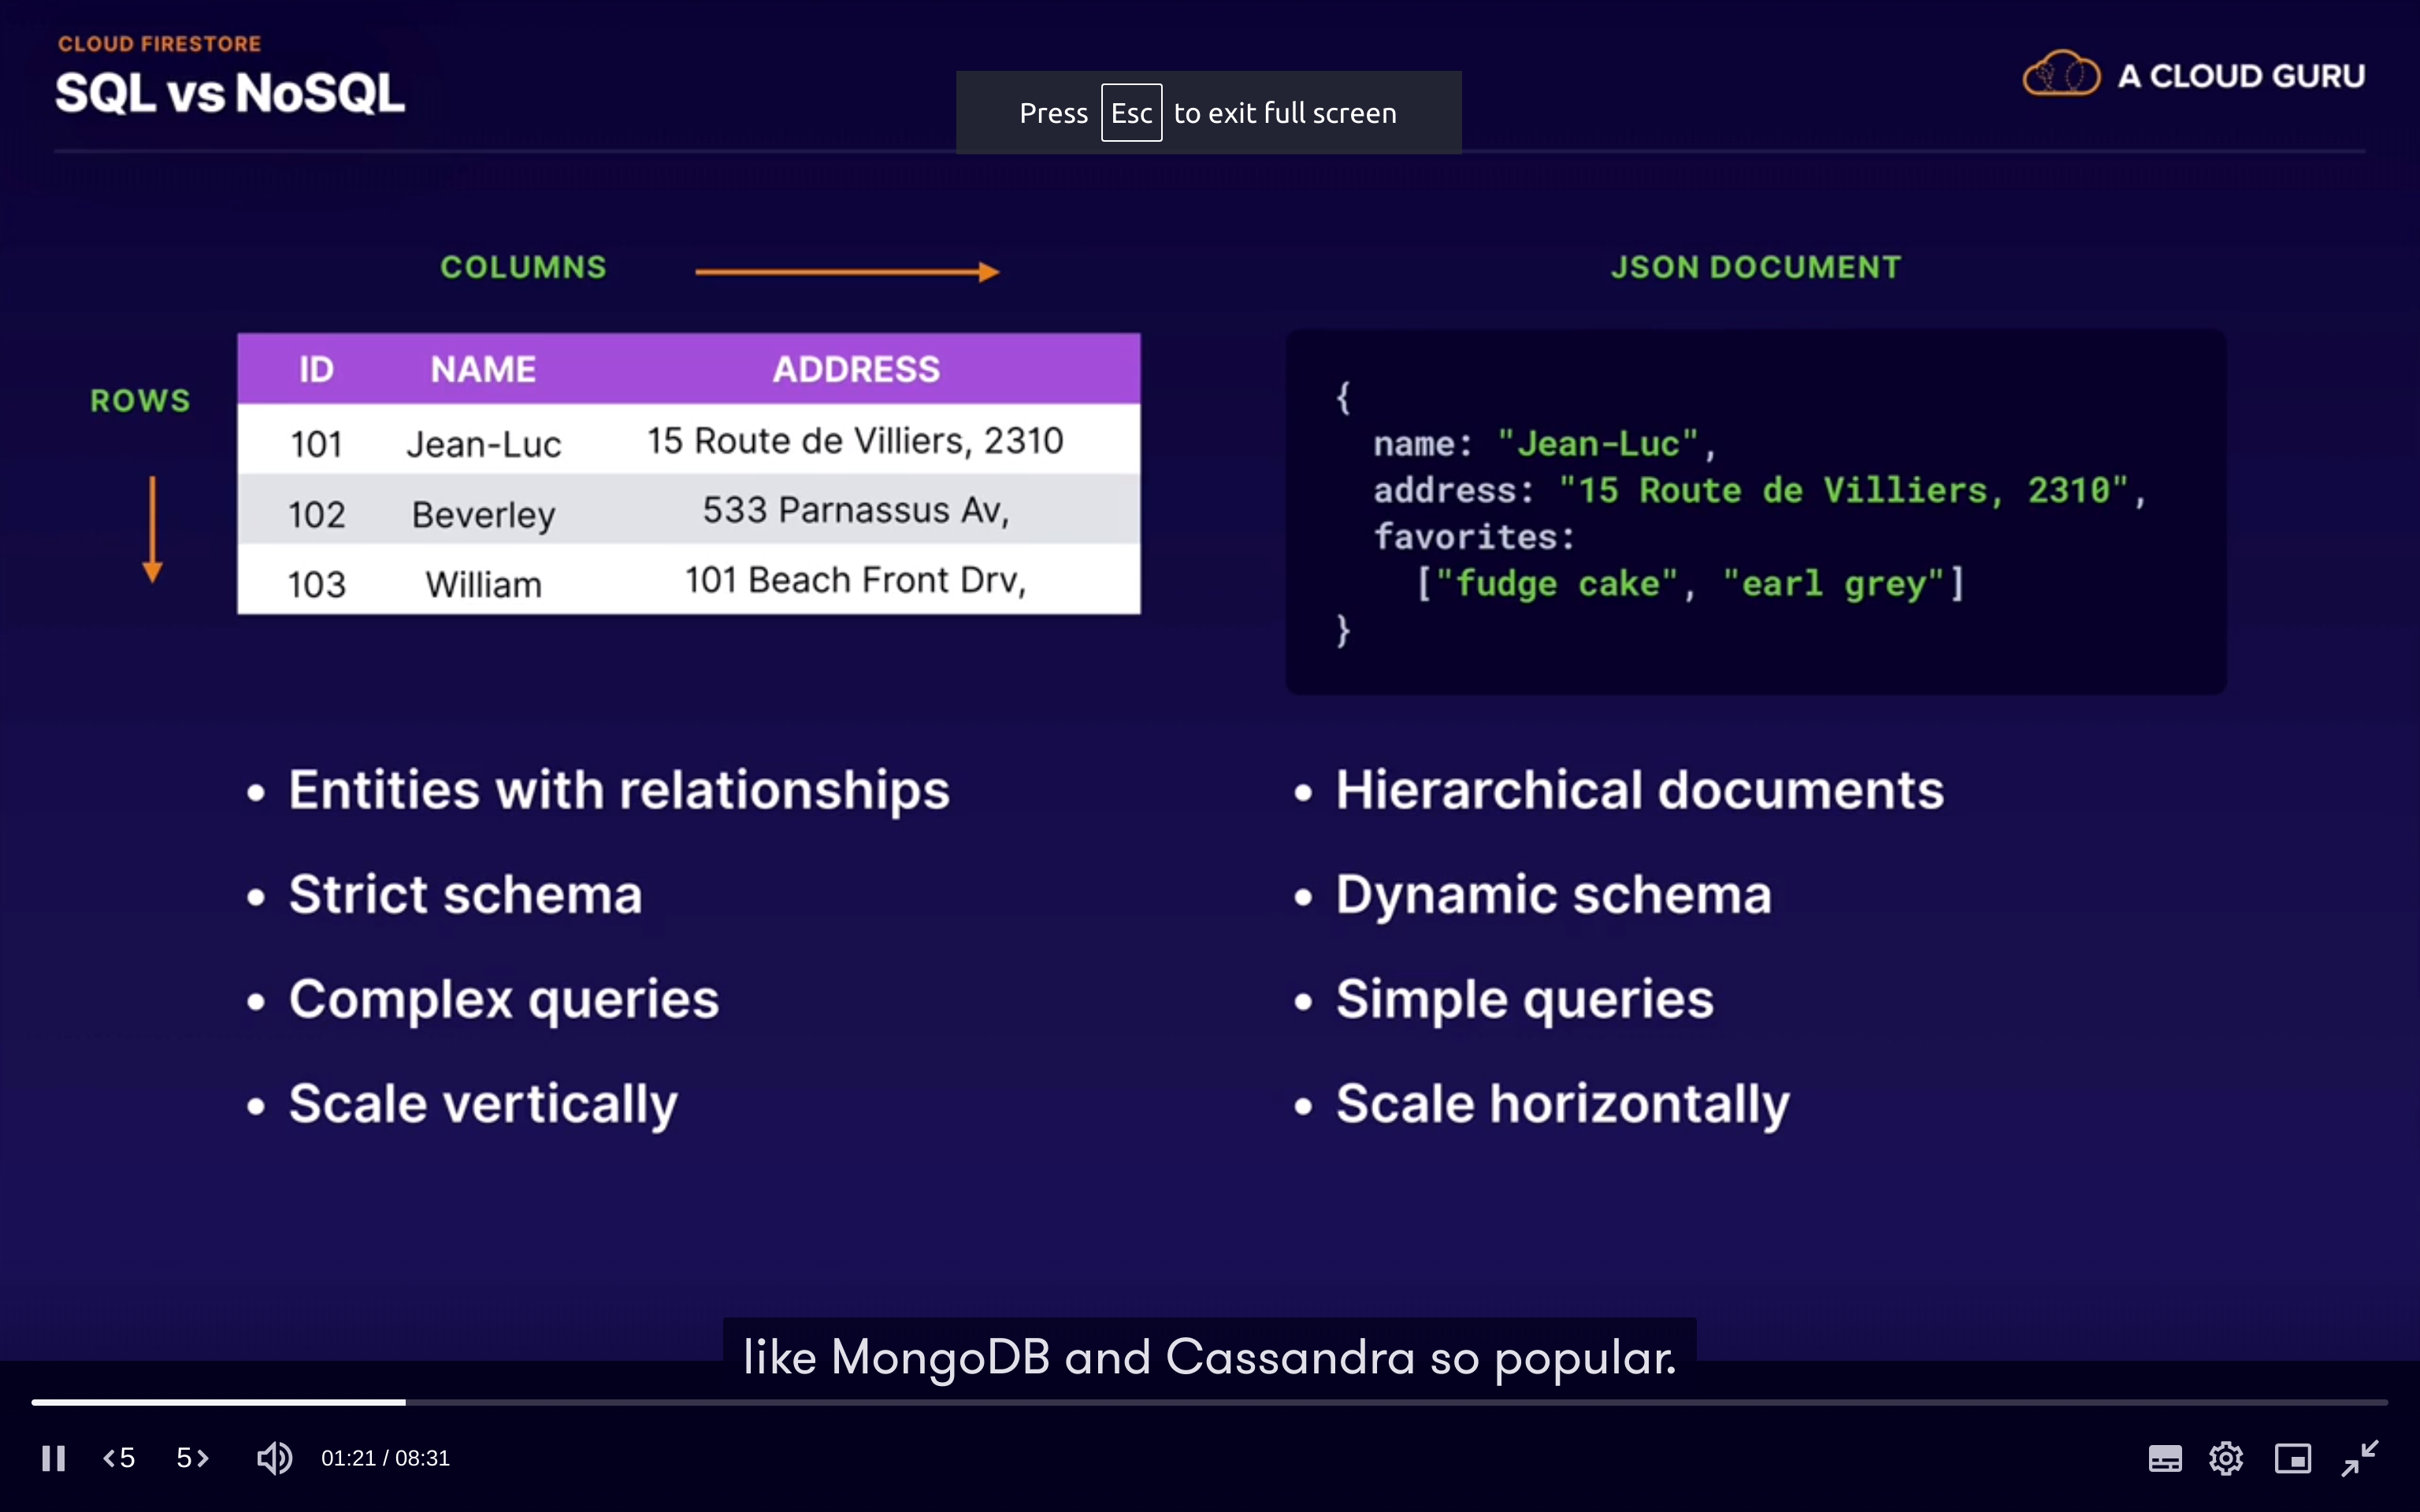 CLOUD FIRESTORE
SQL vs NoSQL
A CLOUD GURU
Press Esc to exit full screen
COLUMNS
ROWS
ID NAME ADDRESS
101 Jean-Luc 15 Route de Villiers, 2310
102 Beverley 533 Parnassus Av,
103 William 101 Beach Front Drv,
• Entities with relationships
• Strict schema
• Complex queries
• Scale vertically
JSON DOCUMENT
{
name: "Jean-Luc",
address: "15 Route de Villiers, 2310",
favorites:
["fudge cake", "earl grey"]
}
• Hierarchical documents
• Dynamic schema
• Simple queries
• Scale horizontally
like MongoDB and Cassandra so popular.
<5 5> 01:21 / 08:31